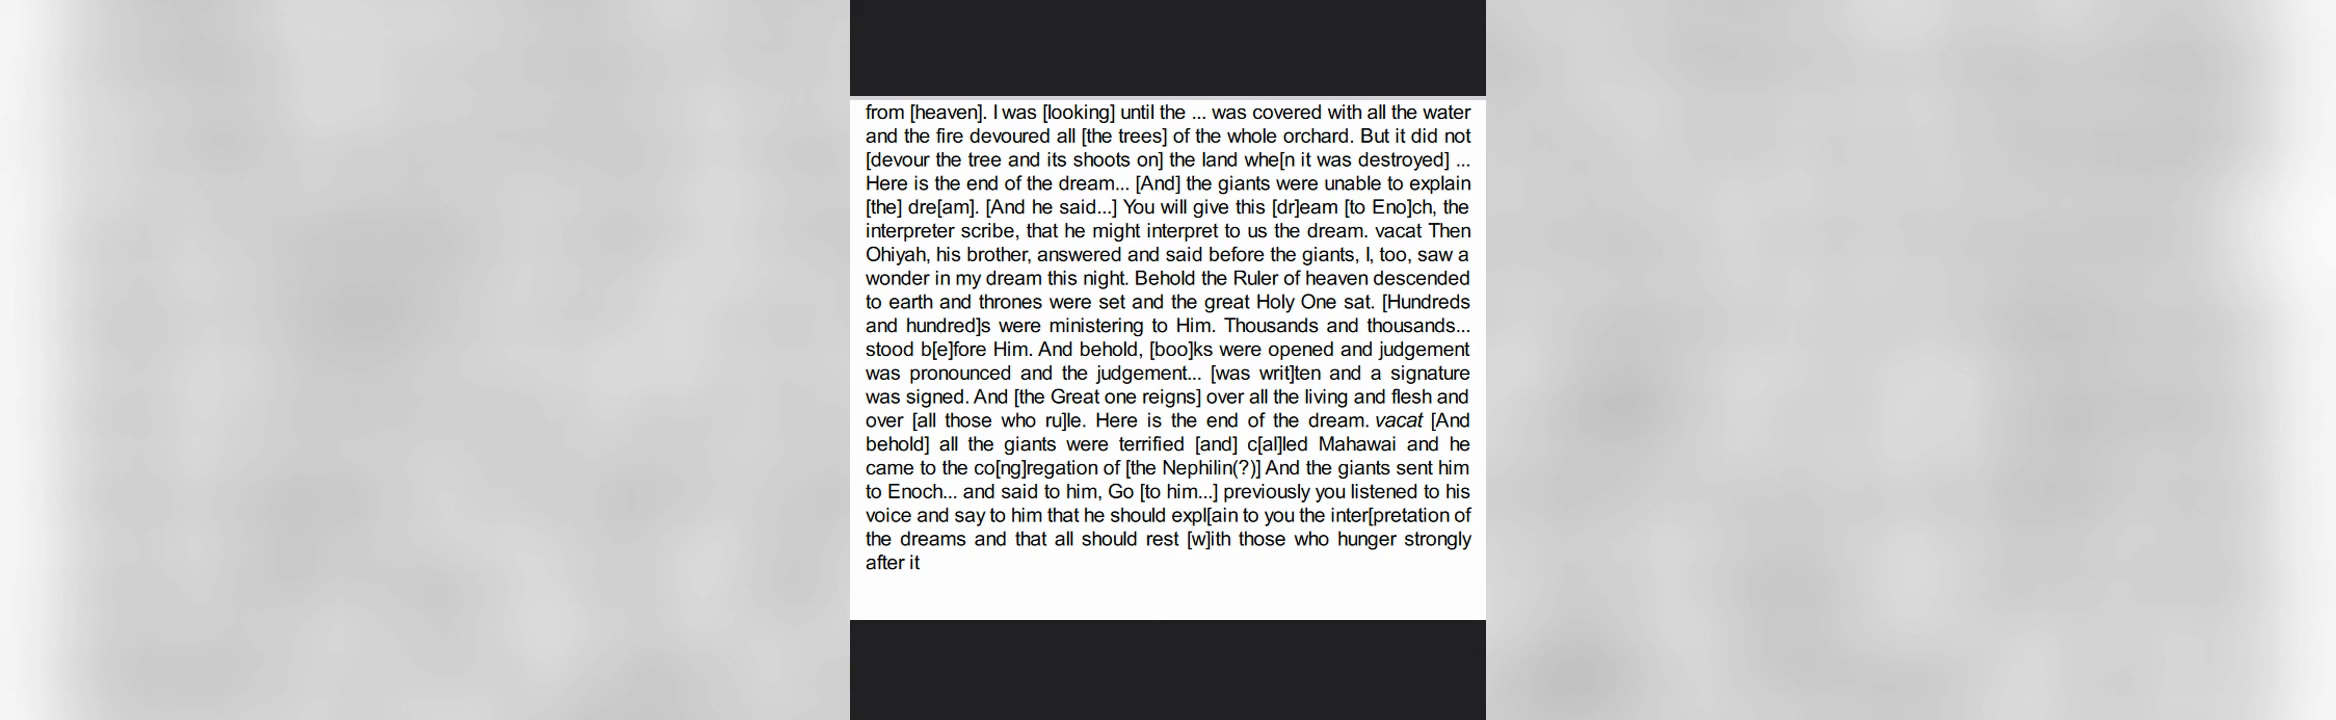 from [heaven]. I was [looking] until the ... was covered with all the water
and the fire devoured all [the trees] of the whole orchard. But it did not
[devour the tree and its shoots on] the land whe[n it was destroyed] ...
Here is the end of the dream... [And] the giants were unable to explain
[the] dre[am]. [And he said...] You will give this [dr]eam [to Eno]ch, the
interpreter scribe, that he might interpret to us the dream. vacat Then
Ohiyah, his brother, answered and said before the giants, I, too, saw a
wonder in my dream this night. Behold the Ruler of heaven descended
to earth and thrones were set and the great Holy One sat. [Hundreds
and hundred]s were ministering to Him. Thousands and thousands...
stood b[e]fore Him. And behold, [boo]ks were opened and judgement
was pronounced and the judgement... [was writ]ten and a signature
was signed. And [the Great one reigns] over all the living and flesh and
over [all those who ru]le. Here is the end of the dream. vacat [And
behold] all the giants were terrified [and] c[al]led Mahawai and he
came to the co[ng]regation of [the Nephilin(?)] And the giants sent him
to Enoch... and said to him, Go [to him...] previously you listened to his
voice and say to him that he should expl[ain to you the inter[pretation of
the dreams and that all should rest [w]ith those who hunger strongly
after it